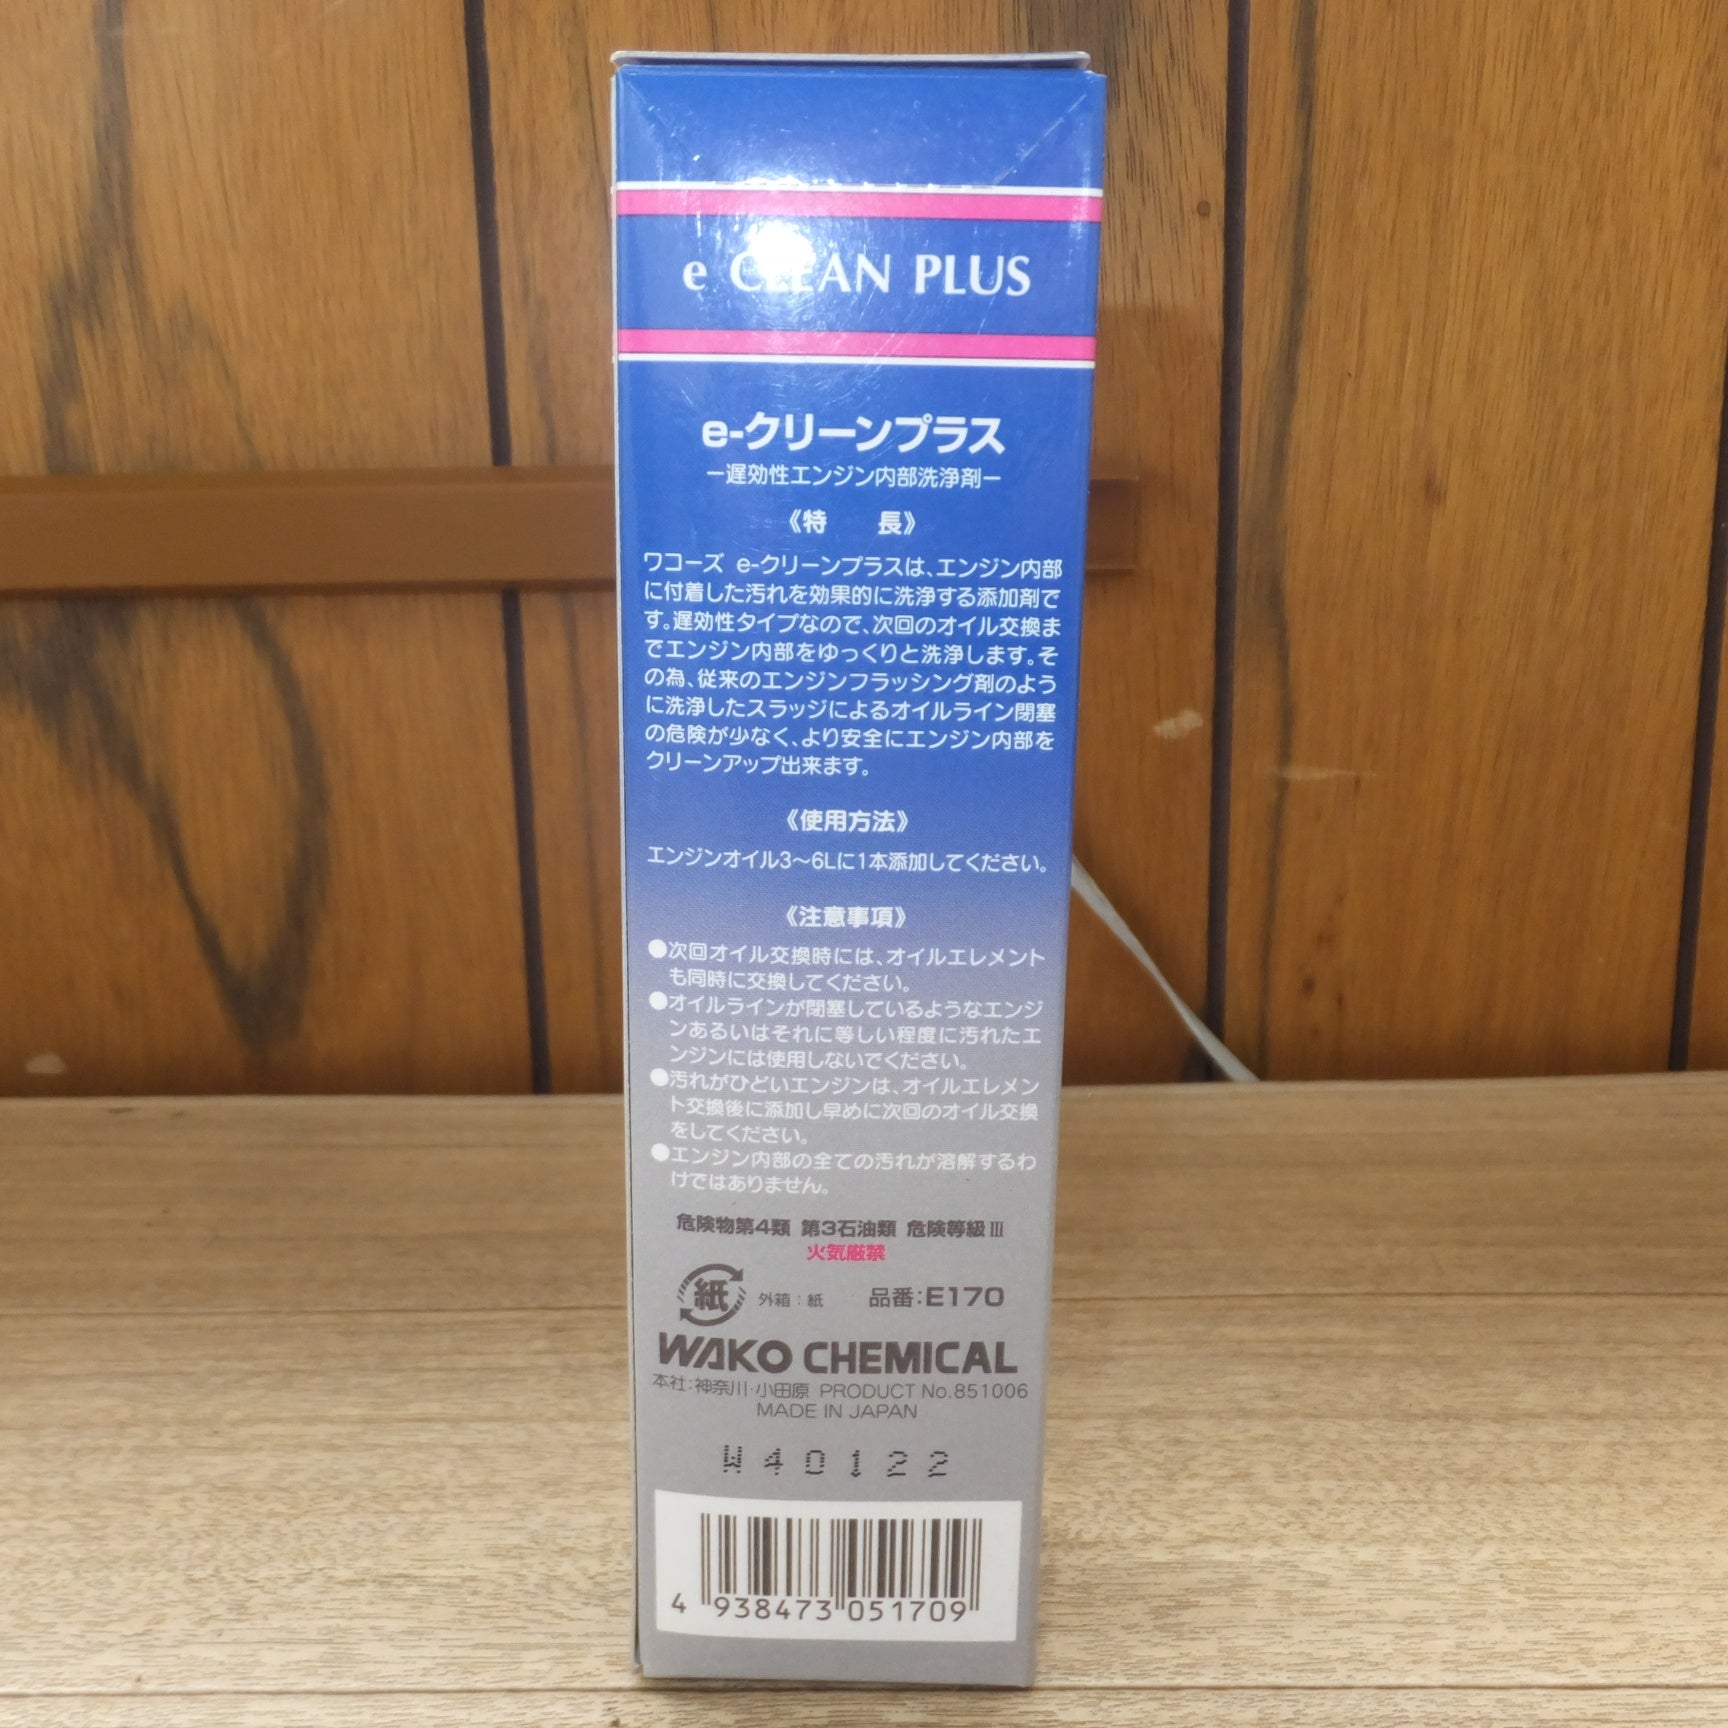 e CLEAN PLUS
e-クリーンプラス
ー遅効性エンジン内部洗浄剤ー
《特　長》
ワコーズ e-クリーンプラスは、エンジン内部
に付着した汚れを効果的に洗浄する添加剤で
す。遅効性タイプなので、次回のオイル交換ま
でエンジン内部をゆっくりと洗浄します。そ
の為、従来のエンジンフラッシング剤のよう
に洗浄したスラッジによるオイルライン閉塞
の危険が少なく、より安全にエンジン内部を
クリーンアップ出来ます。
《使用方法》
エンジンオイル3〜6Lに1本添加してください。
《注意事項》
●次回オイル交換時には、オイルエレメント
も同時に交換してください。
●オイルラインが閉塞しているようなエンジ
ンあるいはそれに等しい程度に汚れたエ
ンジンには使用しないでください。
●汚れがひどいエンジンは、オイルエレメン
ト交換後に添加し早めに次回のオイル交換
をしてください。
●エンジン内部の全ての汚れが溶解するわ
けではありません。
危険物第4類 第3石油類 危険等級Ⅲ
火気厳禁
紙 外箱：紙 品番：E170
WAKO CHEMICAL
本社：神奈川・小田原 PRODUCT No.851006
MADE IN JAPAN
W40122
4 938473 051709